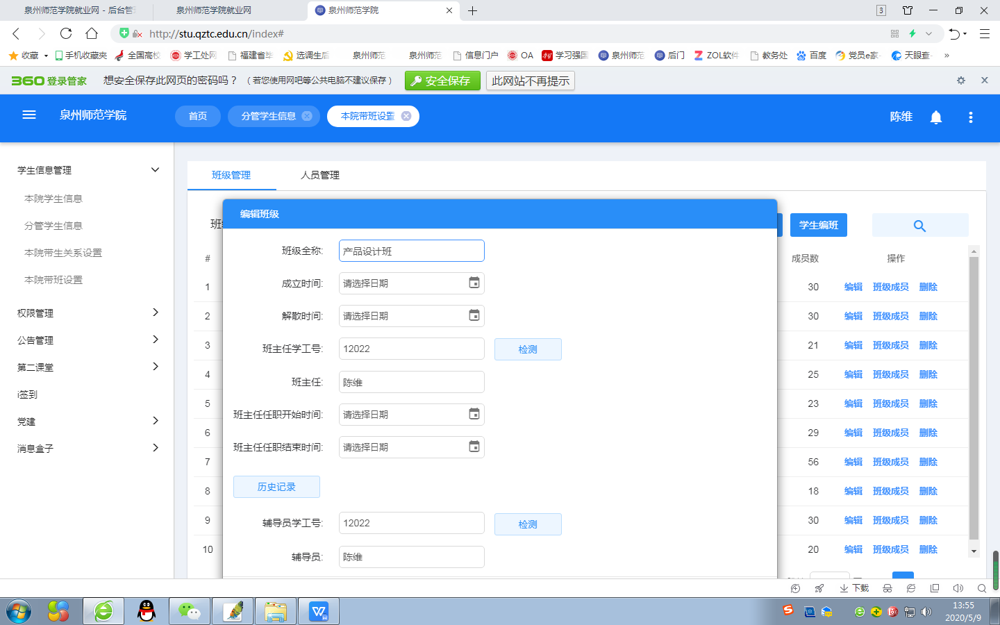 泉州师范学院就业网 - 后台管
泉州师范学院就业网
泉州师范学院
3
http://stu.qztc.edu.cn/index#
收藏
手机收藏夹
全国高校
学工处网
福建省毕
选调生后
泉州师范
泉州师范
信息门户
OA
学习强国
泉州师范
后门
ZOL软件
教务处
百度
党员e家-
天眼查-
»
360 登录管家
想安全保存此网页的密码吗？
（若您使用网吧等公共电脑不建议保存）
安全保存
此网站不再提示
泉州师范学院
首页
分管学生信息
本院带班设置
陈维
学生信息管理
本院学生信息
分管学生信息
本院带生关系设置
本院带班设置
权限管理
公告管理
第二课堂
i签到
党建
消息盒子
班级管理
人员管理
学生编班
编辑班级
班级全称: 产品设计班
成立时间: 请选择日期
解散时间: 请选择日期
班主任学工号: 12022 检测
班主任: 陈维
班主任任职开始时间: 请选择日期
班主任任职结束时间: 请选择日期
历史记录
辅导员学工号: 12022 检测
辅导员: 陈维
# 成员数 操作
1 30 编辑 班级成员 删除
2 30 编辑 班级成员 删除
3 21 编辑 班级成员 删除
4 25 编辑 班级成员 删除
5 23 编辑 班级成员 删除
6 29 编辑 班级成员 删除
7 56 编辑 班级成员 删除
8 18 编辑 班级成员 删除
9 30 编辑 班级成员 删除
10 20 编辑 班级成员 删除
下载
13:55
2020/5/9